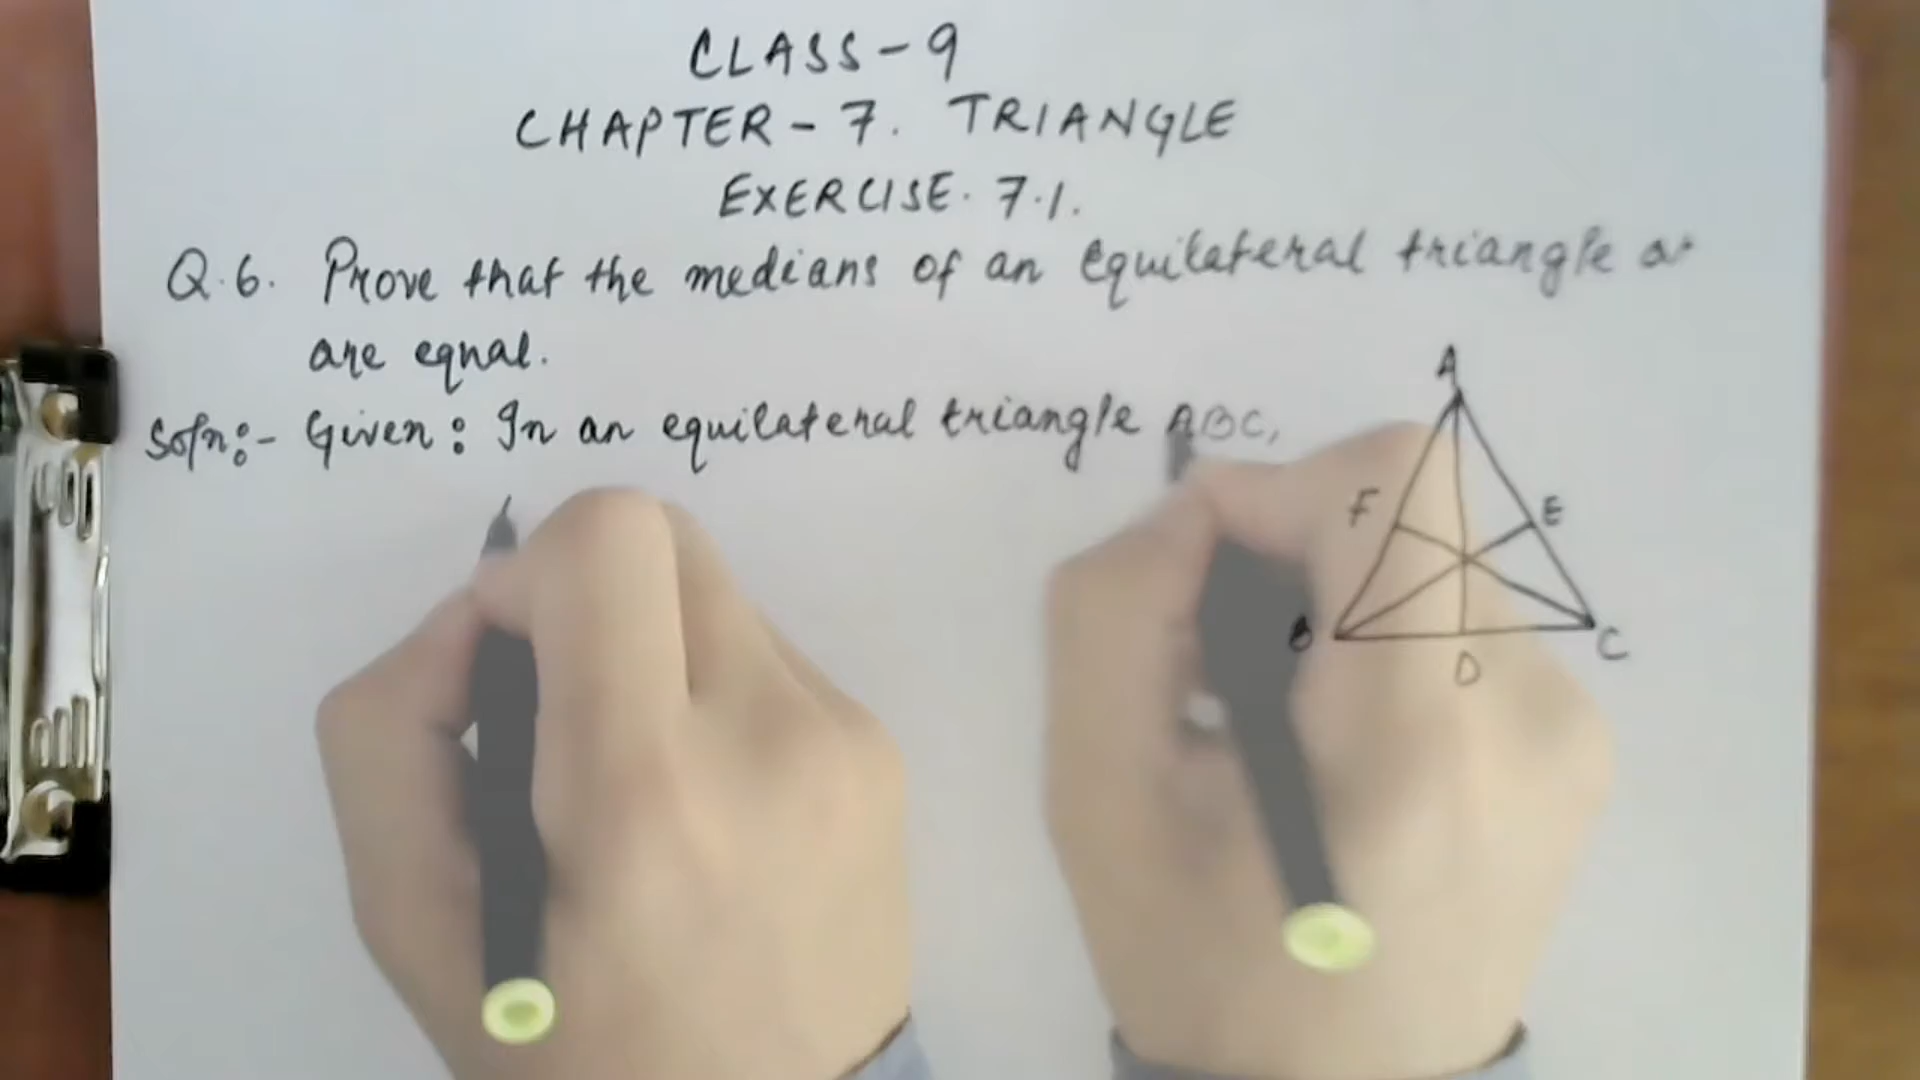 CLASS-9
CHAPTER-7. TRIANGLE
EXERCISE. 7.1.
Q.6. Prove that the medians of an equilateral triangle ar
are equal.
Soln:- Given: In an equilateral triangle ABC,
A
F
E
B
C
D